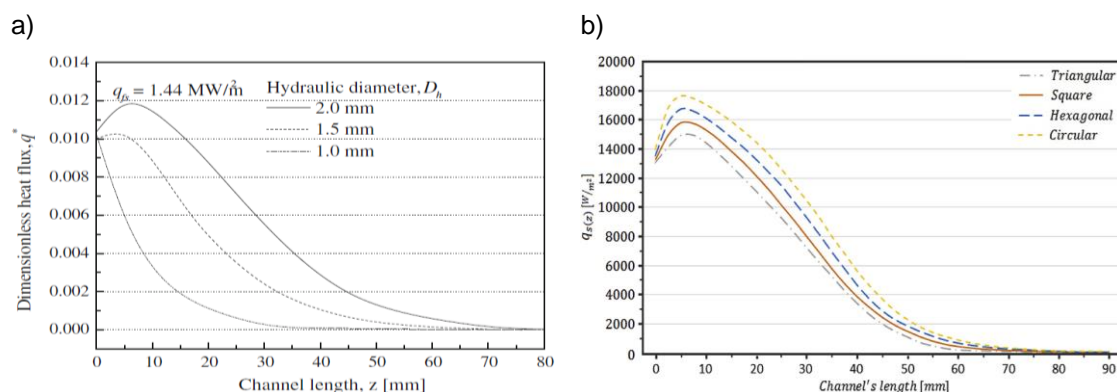 a)
0.014
0.012
0.010
0.008
0.006
0.004
0.002
0.000
Dimensionless heat flux, q*
q_fs = 1.44 MW/m²
Hydraulic diameter, D_h
2.0 mm
1.5 mm
1.0 mm
0 10 20 30 40 50 60 70 80
Channel length, z [mm]
b)
20000
18000
16000
14000
12000
10000
8000
6000
4000
2000
0
q_s(z) [W/m²]
Triangular
Square
Hexagonal
Circular
0 10 20 30 40 50 60 70 80 90
Channel's length [mm]